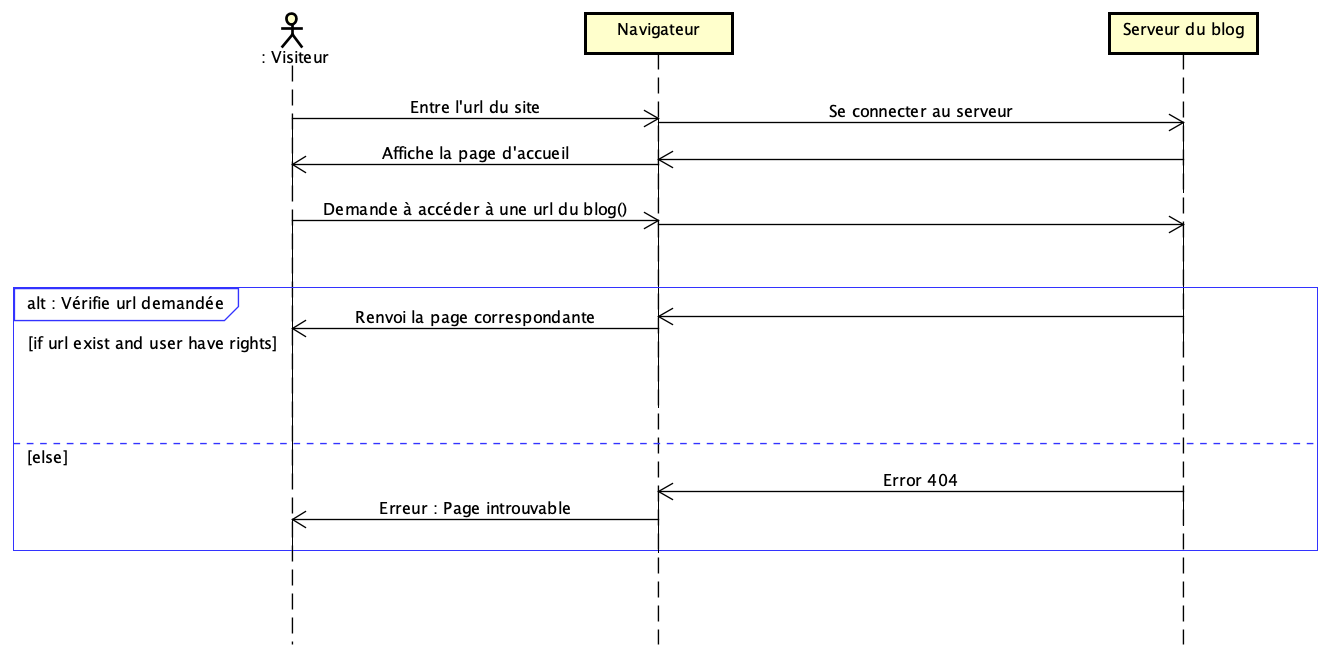 : Visiteur
Navigateur
Serveur du blog
Entre l'url du site
Se connecter au serveur
Affiche la page d'accueil
Demande à accéder à une url du blog()
alt : Vérifie url demandée
Renvoi la page correspondante
[if url exist and user have rights]
[else]
Error 404
Erreur : Page introuvable